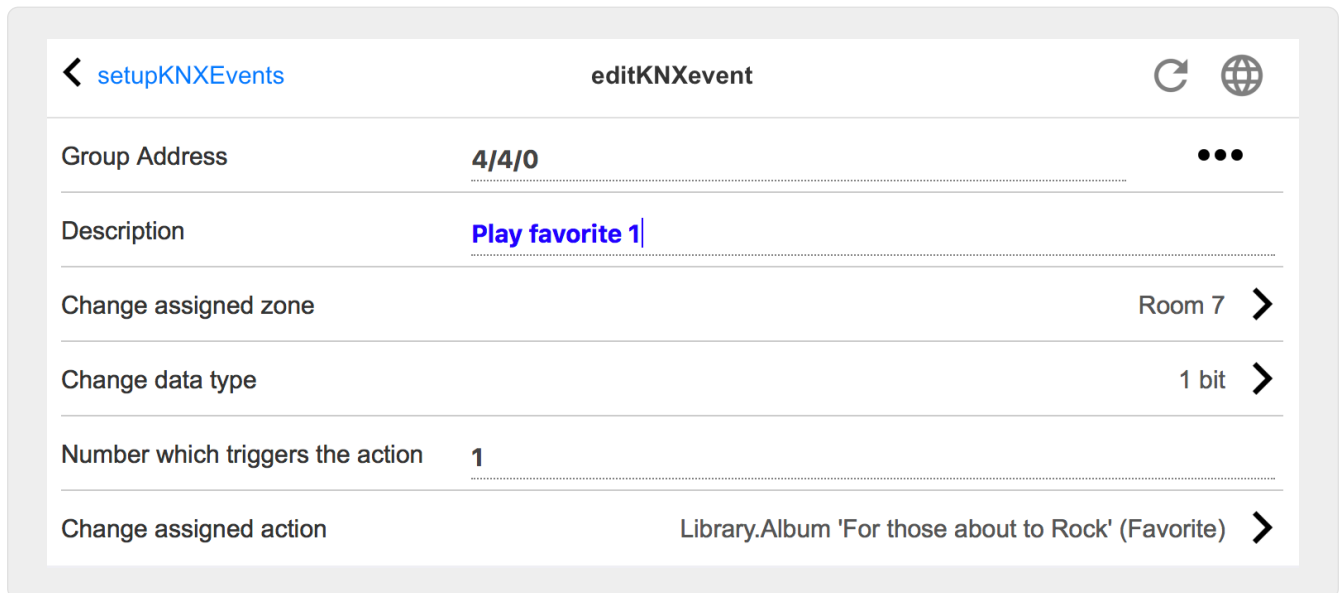 setupKNXEvents editKNXevent
Group Address 4/4/0
Description Play favorite 1
Change assigned zone Room 7
Change data type 1 bit
Number which triggers the action 1
Change assigned action Library.Album 'For those about to Rock' (Favorite)